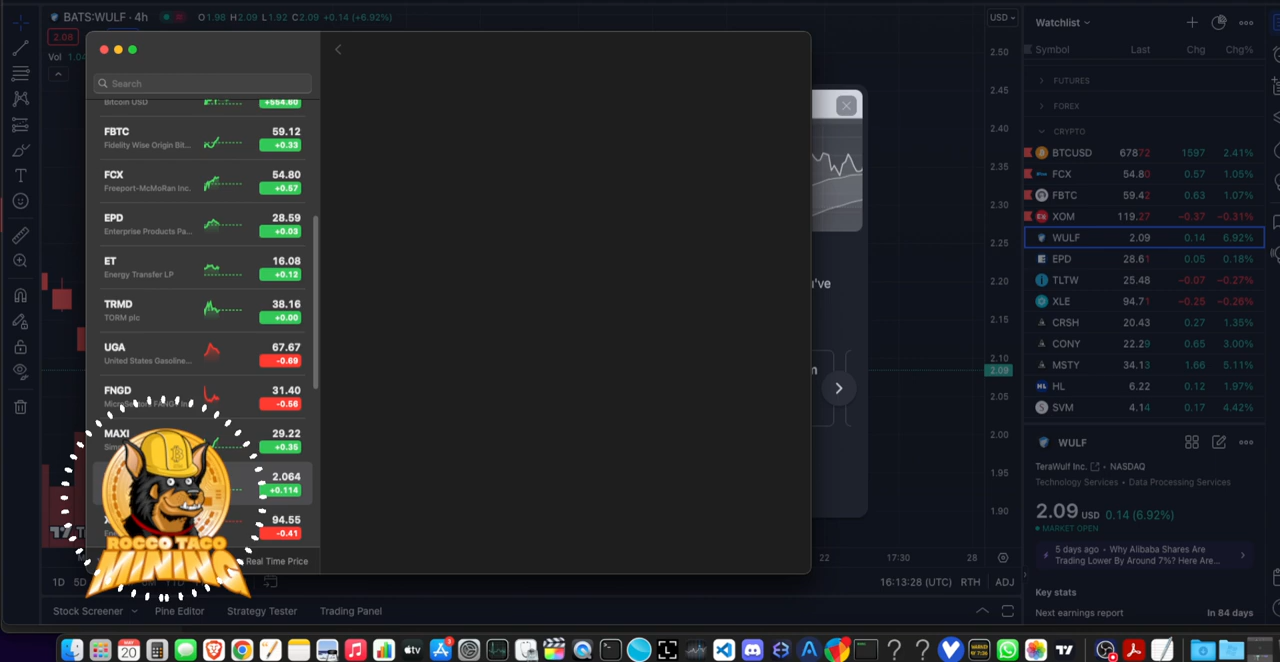 BATS:WULF · 4h
O1.98 H2.09 L1.92 C2.09 +0.14 (+6.92%)
2.08
Vol
Search
Bitcoin USD
+554.60
FBTC 59.12
Fidelity Wise Origin Bit... +0.33
FCX 54.80
Freeport-McMoRan Inc. +0.67
EPD 28.59
Enterprise Products Pa... +0.03
ET 16.08
Energy Transfer LP +0.12
TRMD 38.16
TORM plc +0.00
UGA 67.67
United States Gasoline... -0.69
FNGD 31.40
-0.56
MAXI 29.22
+0.35
2.064
+0.114
94.55
-0.41
Real Time Price
ROCCO TACO
MINING
USD
2.50
2.45
2.40
2.35
2.30
2.25
2.20
2.15
2.10
2.09
2.05
2.00
1.95
1.90
u've
22 17:30 28
1D 5D
16:13:28 (UTC) RTH ADJ
Stock Screener Pine Editor Strategy Tester Trading Panel
Watchlist
Symbol Last Chg Chg%
FUTURES
FOREX
CRYPTO
BTCUSD 67872 1597 2.41%
FCX 54.80 0.57 1.05%
FBTC 59.42 0.63 1.07%
XOM 119.27 −0.37 −0.31%
WULF 2.09 0.14 6.92%
EPD 28.61 0.05 0.18%
TLTW 25.48 −0.07 −0.27%
XLE 94.71 −0.25 −0.26%
CRSH 20.43 0.27 1.35%
CONY 22.29 0.65 3.00%
MSTY 34.13 1.66 5.11%
HL 6.22 0.12 1.97%
SVM 4.14 0.17 4.42%
WULF
TeraWulf Inc. • NASDAQ
Technology Services • Data Processing Services
2.09 USD 0.14 (6.92%)
MARKET OPEN
5 days ago • Why Alibaba Shares Are
Trading Lower By Around 7%? Here Are...
Key stats
Next earnings report In 84 days
MAY
20
tv
3